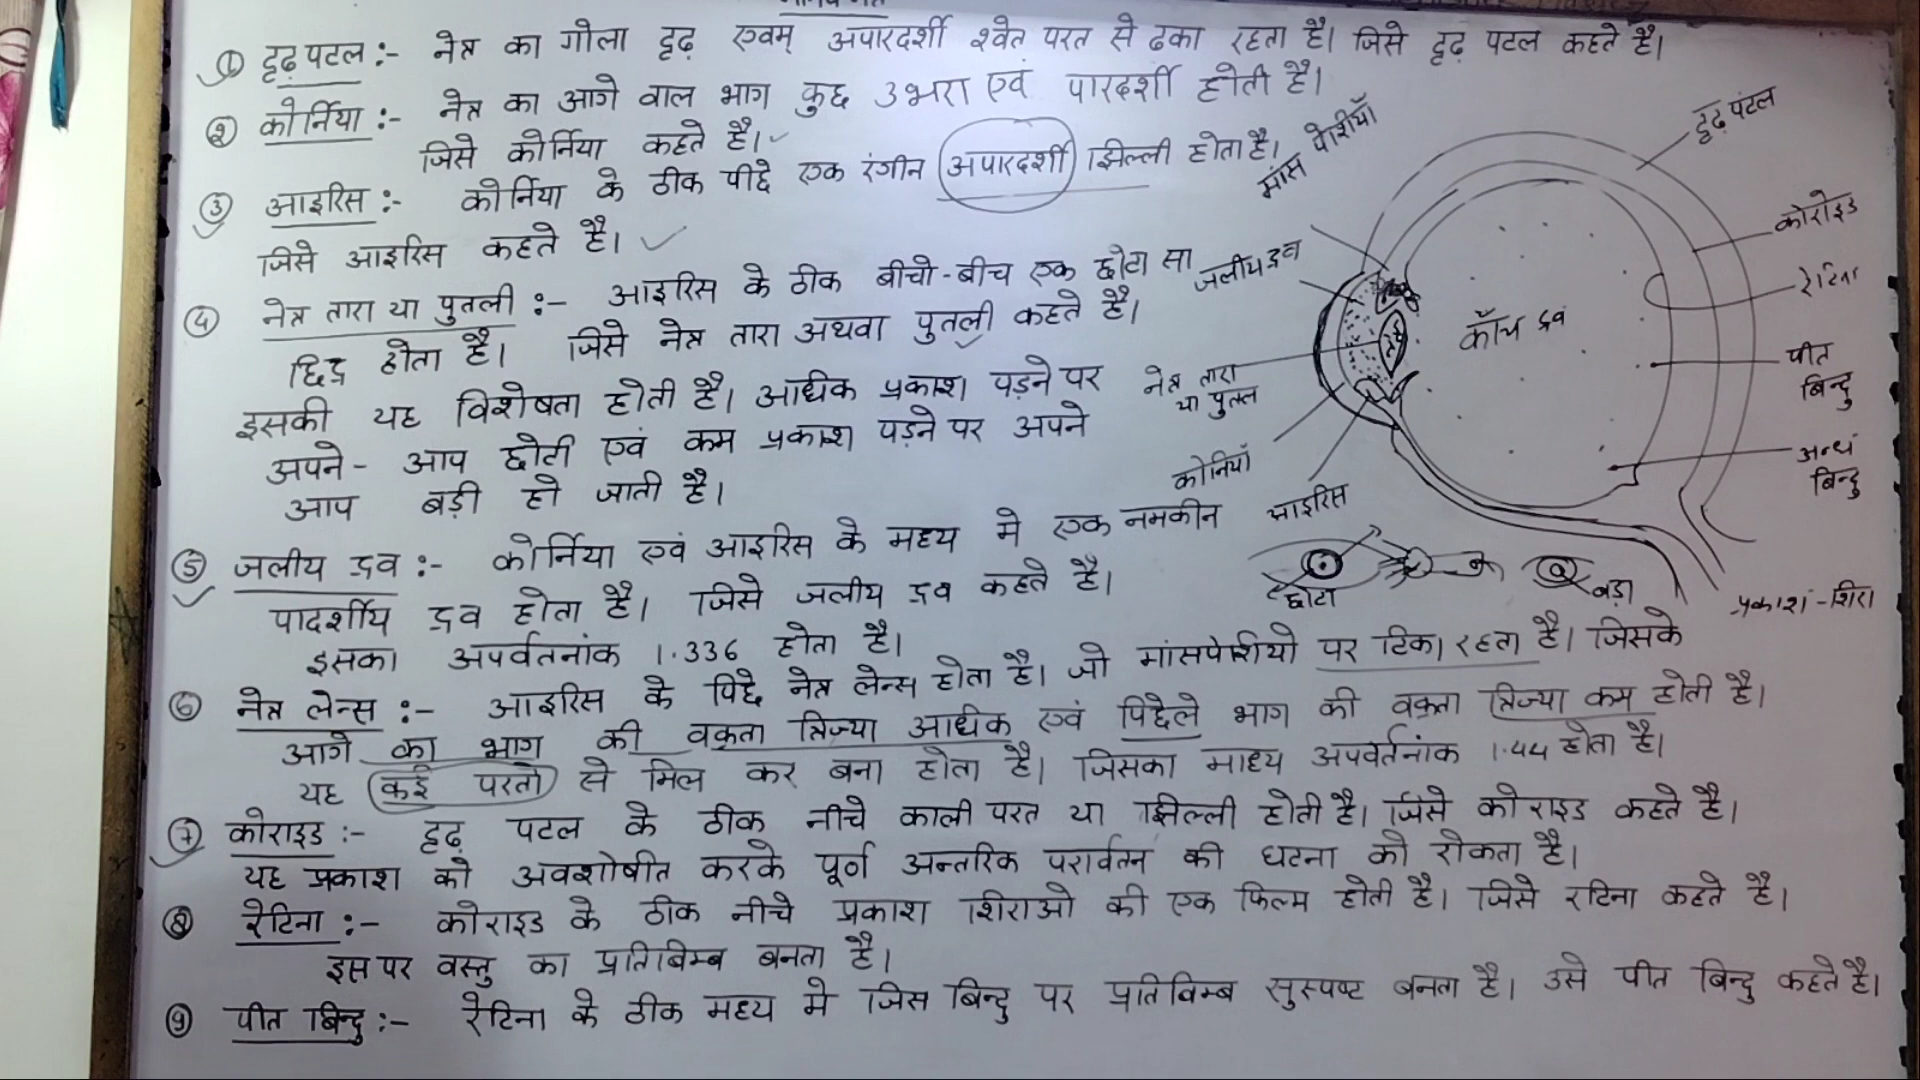 ① दृढ़ पटल :- नेत्र का गोला दृढ़ एवम् अपारदर्शी श्वेत परत से ढका रहता है। जिसे दृढ़ पटल कहते है।
② कोर्निया :- नेत्र का आगे वाल भाग कुछ उभरा एवं पारदर्शी होती है।
जिसे कोर्निया कहते है।
③ आइरिस :- कोर्निया के ठीक पीछे एक रंगीन अपारदर्शी झिल्ली होता है।
जिसे आइरिस कहते है।
④ नेत्र तारा या पुतली :- आइरिस के ठीक बीचो-बीच एक छोटा सा
छिद्र होता है। जिसे नेत्र तारा अथवा पुतली कहते है।
इसकी यह विशेषता होती है। अधिक प्रकाश पड़ने पर
अपने- आप छोटी एवं कम प्रकाश पड़ने पर अपने
आप बड़ी हो जाती है।
⑤ जलीय द्रव :- कोर्निया एवं आइरिस के मध्य मे एक नमकीन
पादर्शीय द्रव होता है। जिसे जलीय द्रव कहते है।
इसका अपर्वतनांक 1.336 होता है।
⑥ नेत्र लेन्स :- आइरिस के पिछे नेत्र लेन्स होता है। जो मांसपेशियो पर टिका रहता है। जिसके
आगे का भाग की वक्रता त्रिज्या अधिक एवं पिछेले भाग की वक्रता त्रिज्या कम होती है।
यह कई परतो से मिल कर बना होता है। जिसका माध्य अपवर्तनांक 1.44 होता है।
⑦ कोराइड :- दृढ़ पटल के ठीक नीचे काली परत या झिल्ली होती है। जिसे कोराइड कहते है।
यह प्रकाश को अवशोषीत करके पूर्ण अन्तरिक परार्वतन की घटना को रोकता है।
⑧ रेटिना :- कोराइड के ठीक नीचे प्रकाश शिराओ की एक फिल्म होती है। जिसे रटिना कहते है।
इस पर वस्तु का प्रतिबिम्ब बनता है।
⑨ पीत बिन्दु :- रेटिना के ठीक मध्य मे जिस बिन्दु पर प्रतिबिम्ब सुस्पष्ट बनता है। उसे पीत बिन्दु कहते है।
मांस पेशीयाँ
दृढ़ पटल
कोरोइड
जलीय द्रव
रेटिना
काँच द्रवं
पीत
बिन्दु
नेत्र तारा
या पुतल
अन्धं
बिन्दु
कोनियाँ
आइरिस
छोटा
बड़ा
प्रकाश-शिरा